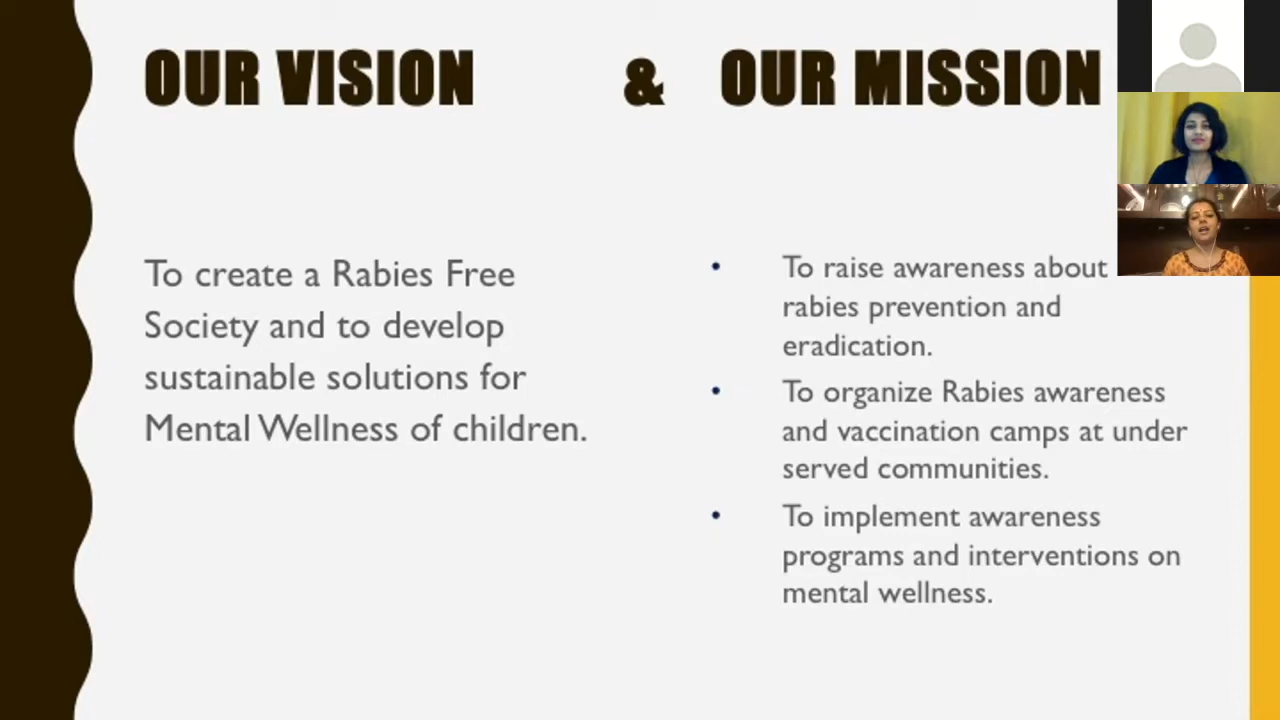 OUR VISION & OUR MISSION
To create a Rabies Free
Society and to develop
sustainable solutions for
Mental Wellness of children.
• To raise awareness about
rabies prevention and
eradication.
• To organize Rabies awareness
and vaccination camps at under
served communities.
• To implement awareness
programs and interventions on
mental wellness.